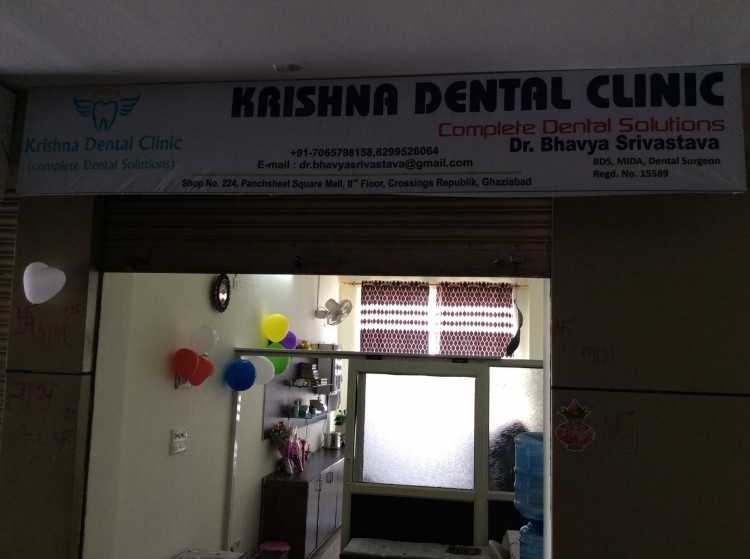 Krishna Dental Clinic
(complete Dental Solutions)
KRISHNA DENTAL CLINIC
Complete Dental Solutions
Dr. Bhavya Srivastava
BDS, MIDA, Dental Surgeon
Regd. No. 15589
+91-7065798158,8299526064
E-mail : dr.bhavyasrivastava@gmail.com
Shop No. 224, Panchsheel Square Mall, IInd Floor, Crossings Republik, Ghaziabad